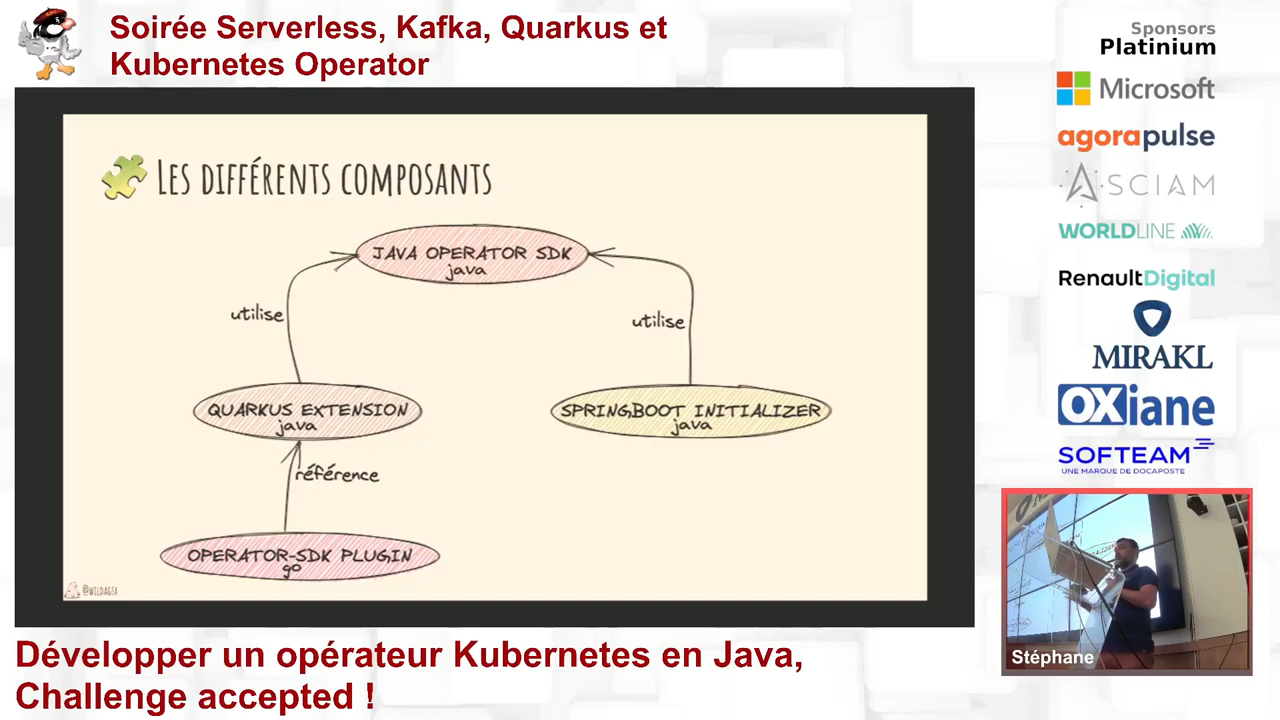 Soirée Serverless, Kafka, Quarkus et
Kubernetes Operator
Les différents composants
JAVA OPERATOR SDK
java
utilise
utilise
QUARKUS EXTENSION
java
SPRINGBOOT INITIALIZER
java
référence
OPERATOR-SDK PLUGIN
go
@wildagsx
Développer un opérateur Kubernetes en Java,
Challenge accepted !
Sponsors
Platinium
Microsoft
agorapulse
ASCIAM
WORLDLINE
RenaultDigital
MIRAKL
OXiane
SOFTEAM
UNE MARQUE DE DOCAPOSTE
Stéphane